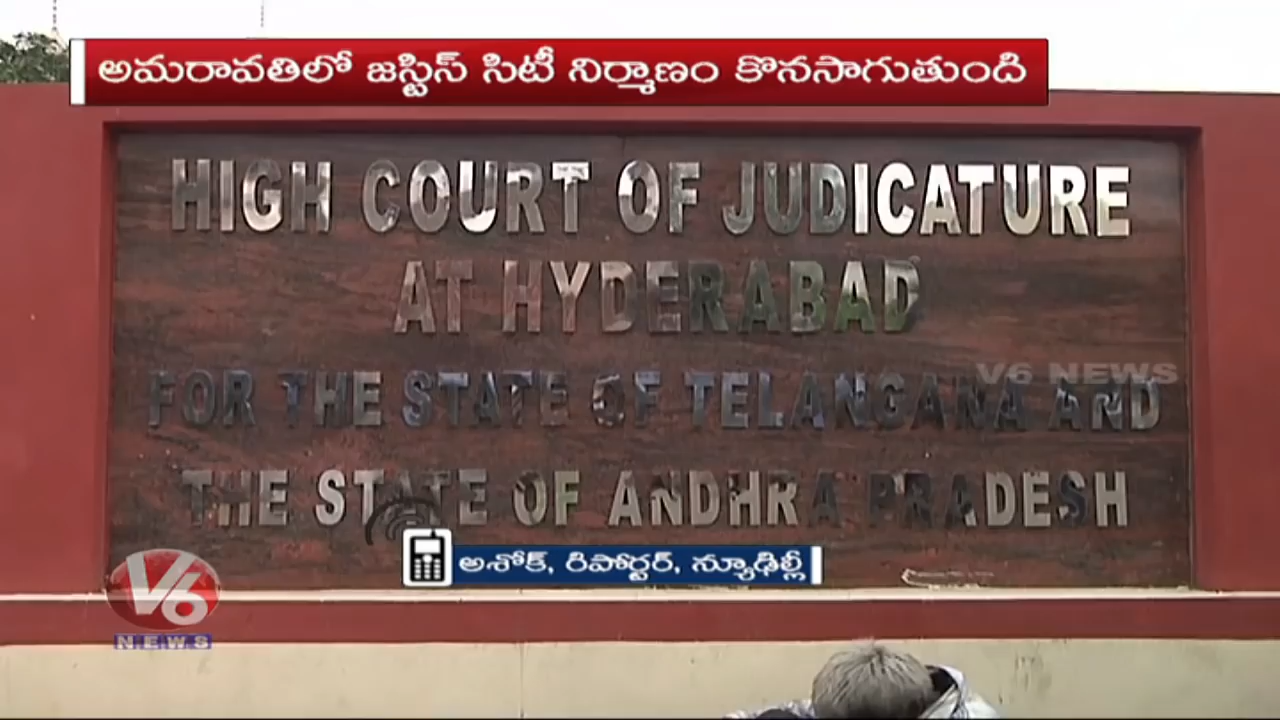 అమరావతిలో జస్టిస్ సిటీ నిర్మాణం కొనసాగుతుంది
HIGH COURT OF JUDICATURE
AT HYDERABAD
FOR THE STATE OF TELANGANA AND
V6 NEWS
THE STATE OF ANDHRA PRADESH
అశోక్, రిపోర్టర్, న్యూఢిల్లీ
V6
NEWS